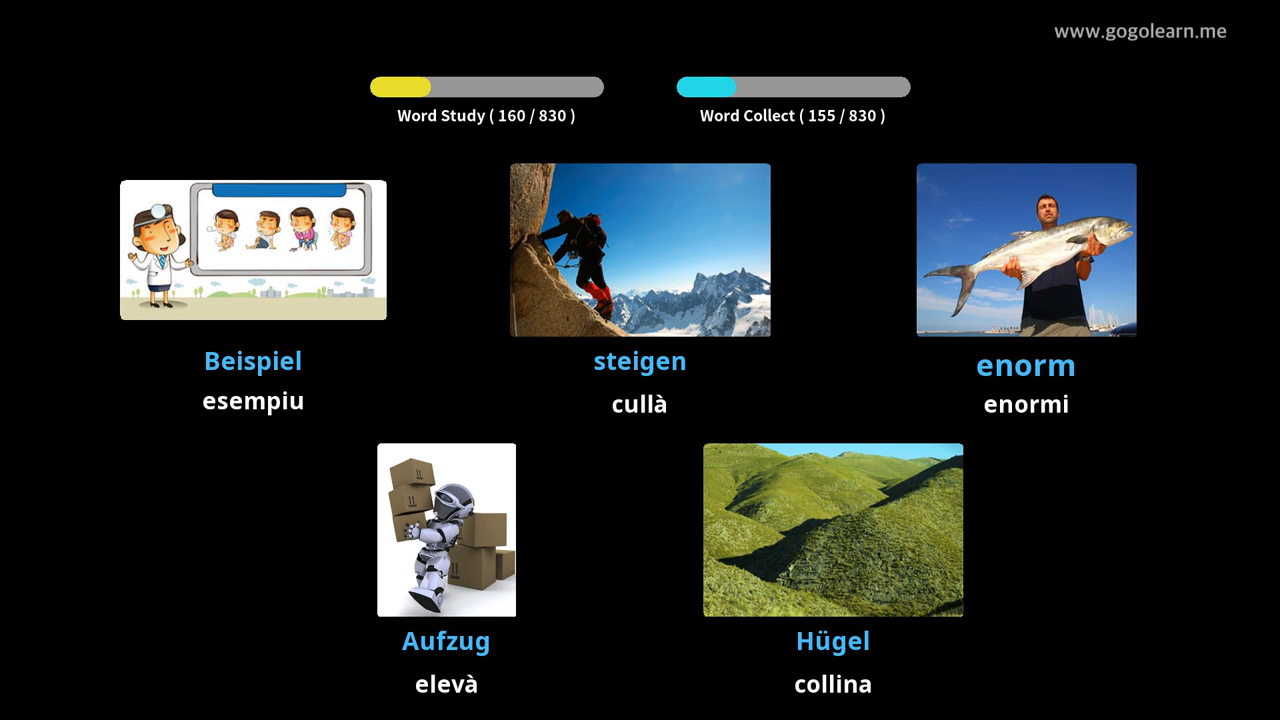 www.gogolearn.me
Word Study ( 160 / 830 )
Word Collect ( 155 / 830 )
Beispiel
esempiu
steigen
cullà
enorm
enormi
Aufzug
elevà
Hügel
collina